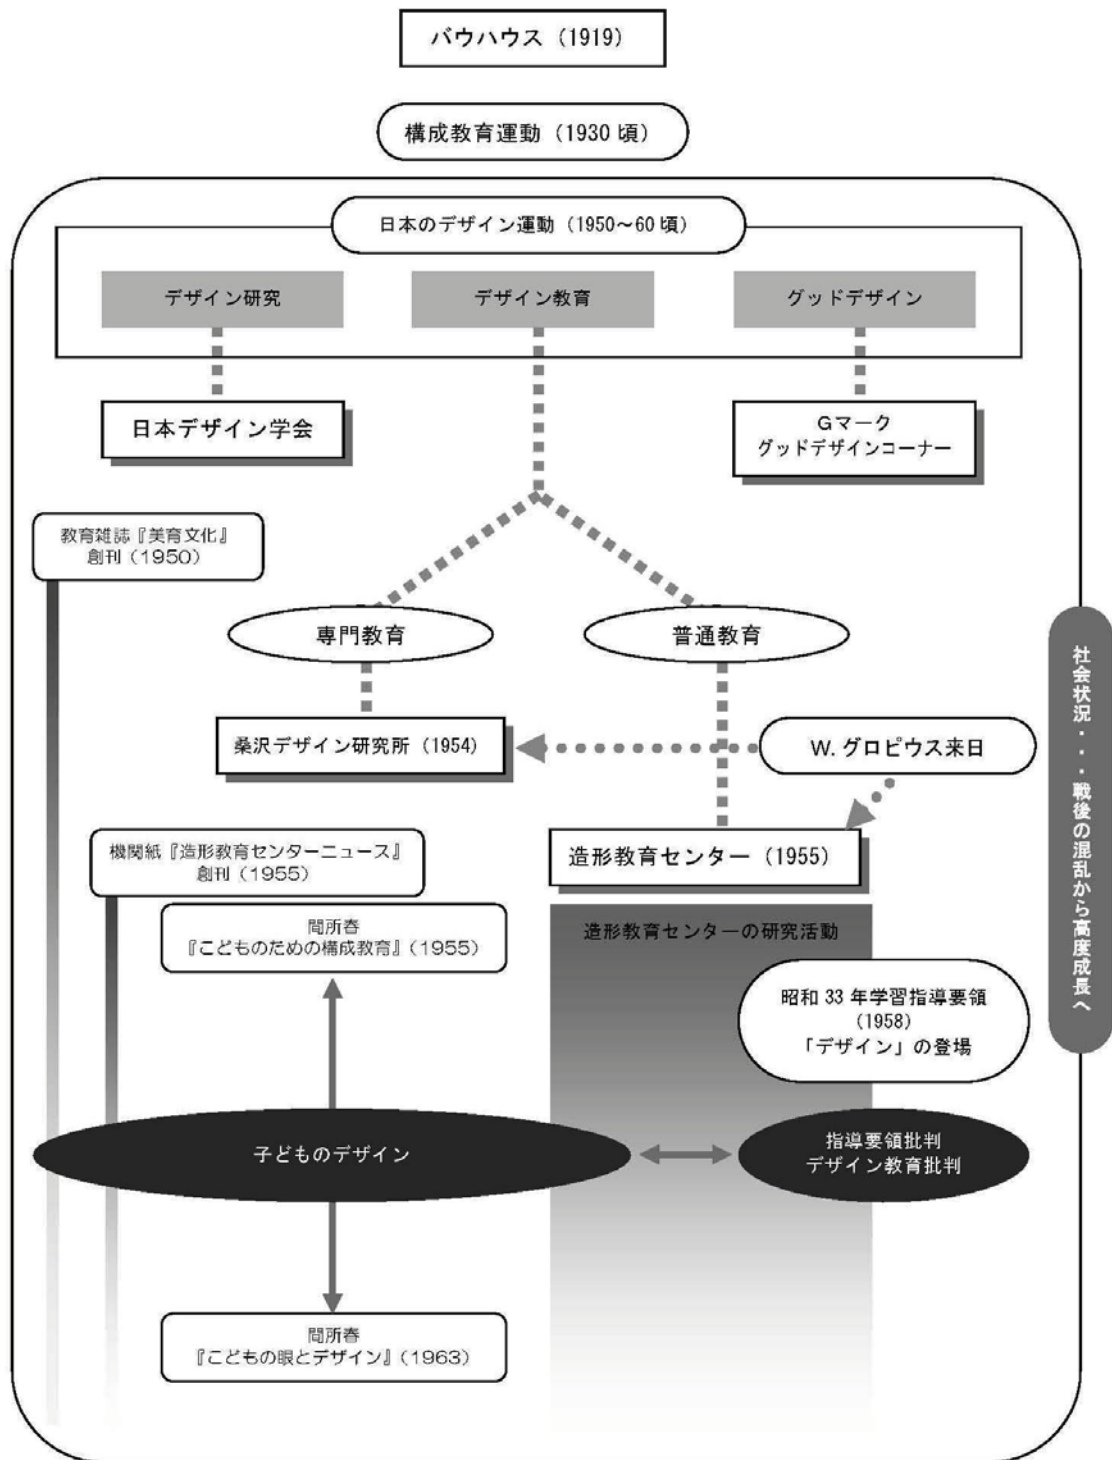 バウハウス（1919）
構成教育運動（1930 頃）
日本のデザイン運動（1950～60 頃）
デザイン研究
デザイン教育
グッドデザイン
日本デザイン学会
Gマーク
グッドデザインコーナー
教育雑誌『美育文化』
創刊（1950）
専門教育
普通教育
桑沢デザイン研究所（1954）
W. グロピウス来日
社会状況・・・戦後の混乱から高度成長へ
機関紙『造形教育センターニュース』
創刊（1955）
造形教育センター（1955）
間所春
『こどものための構成教育』（1955）
造形教育センターの研究活動
昭和 33 年学習指導要領
（1958）
「デザイン」の登場
子どものデザイン
指導要領批判
デザイン教育批判
間所春
『こどもの眼とデザイン』（1963）